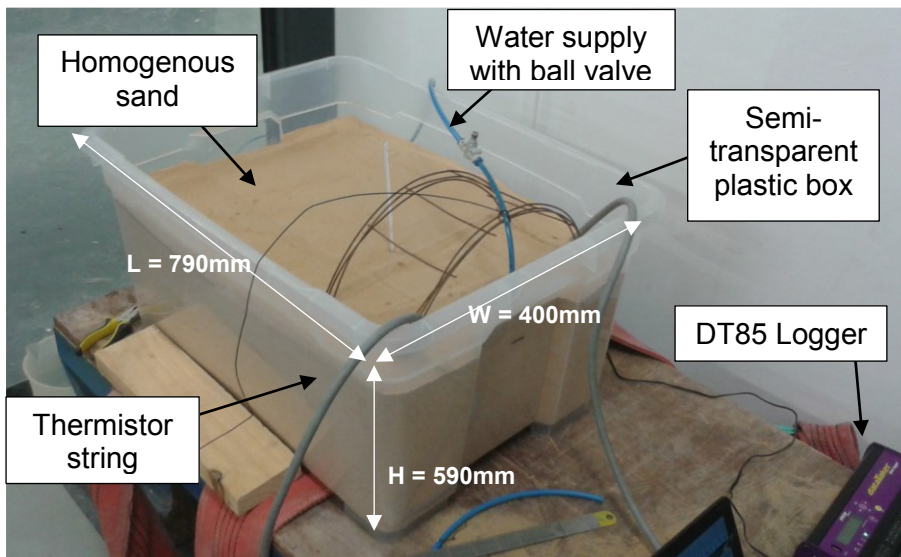 Homogenous
sand
Water supply
with ball valve
Semi-
transparent
plastic box
L = 790mm
W = 400mm
DT85 Logger
Thermistor
string
H = 590mm